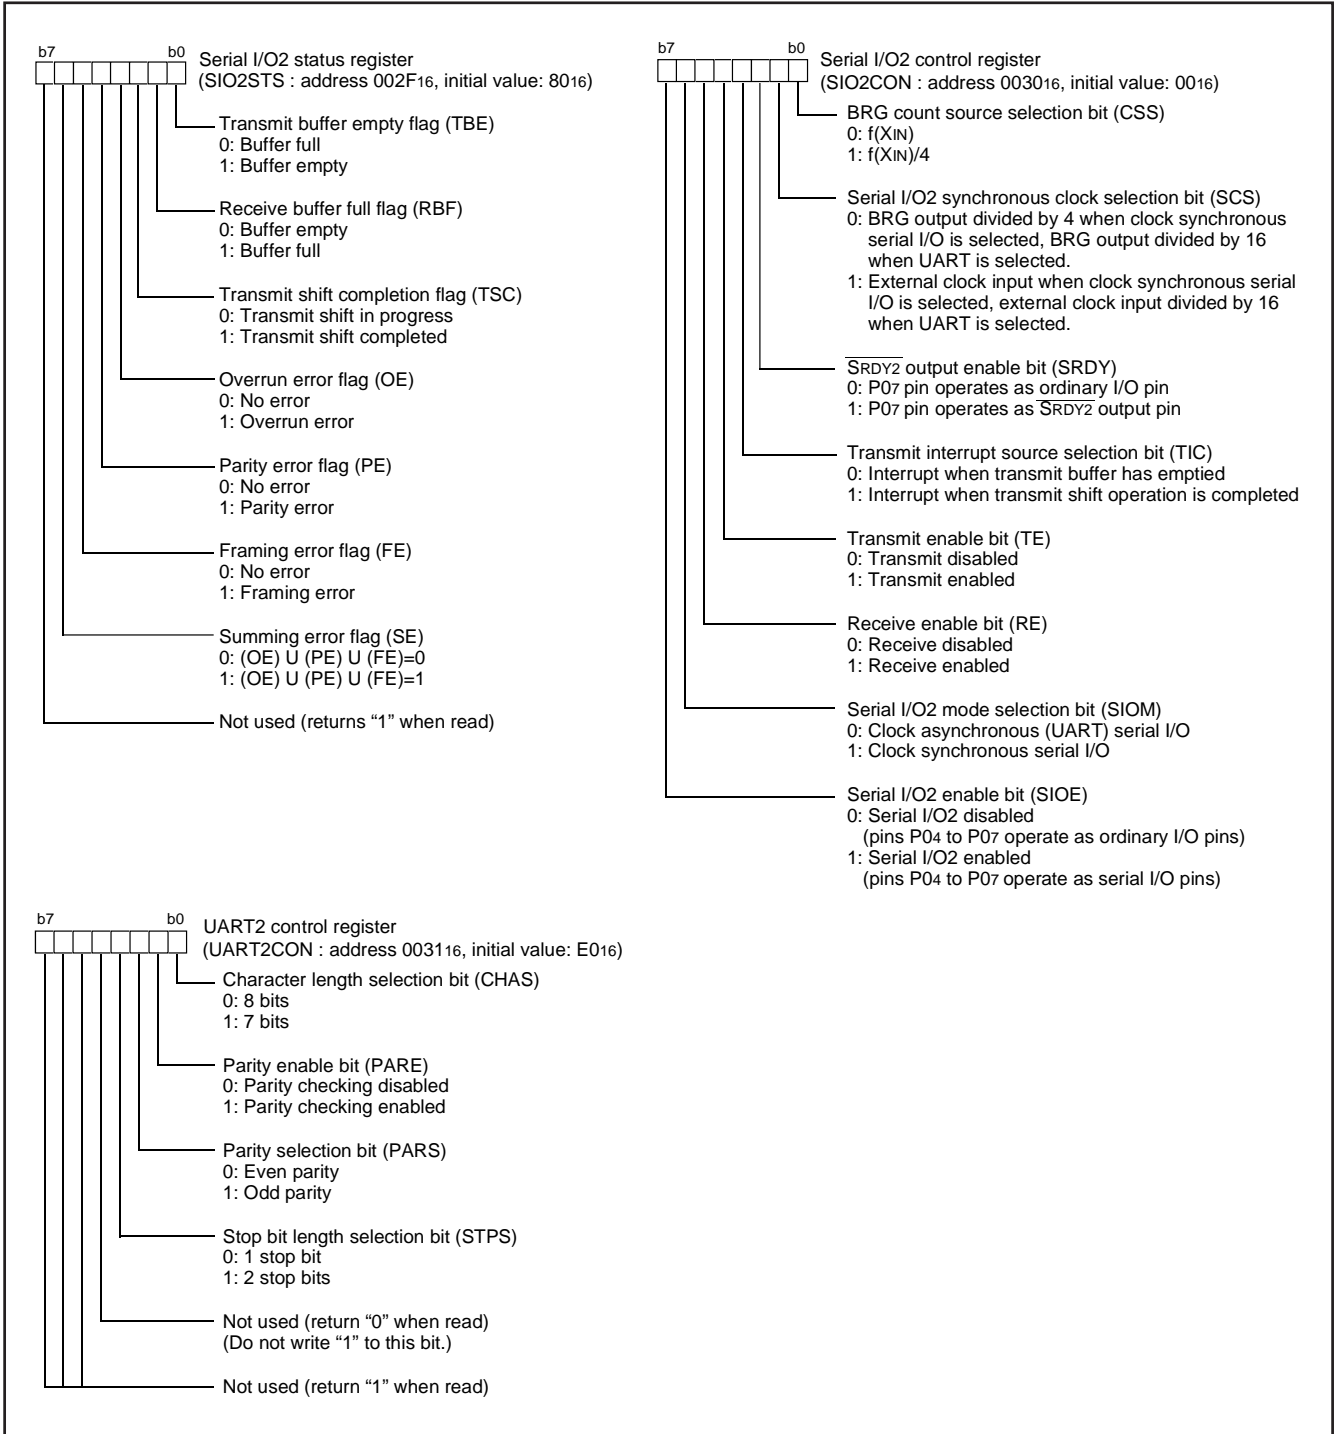 b7 b0
Serial I/O2 status register
(SIO2STS : address 002F16, initial value: 8016)
Transmit buffer empty flag (TBE)
0: Buffer full
1: Buffer empty
Receive buffer full flag (RBF)
0: Buffer empty
1: Buffer full
Transmit shift completion flag (TSC)
0: Transmit shift in progress
1: Transmit shift completed
Overrun error flag (OE)
0: No error
1: Overrun error
Parity error flag (PE)
0: No error
1: Parity error
Framing error flag (FE)
0: No error
1: Framing error
Summing error flag (SE)
0: (OE) U (PE) U (FE)=0
1: (OE) U (PE) U (FE)=1
Not used (returns “1” when read)
b7 b0
Serial I/O2 control register
(SIO2CON : address 003016, initial value: 0016)
BRG count source selection bit (CSS)
0: f(XIN)
1: f(XIN)/4
Serial I/O2 synchronous clock selection bit (SCS)
0: BRG output divided by 4 when clock synchronous
serial I/O is selected, BRG output divided by 16
when UART is selected.
1: External clock input when clock synchronous serial
I/O is selected, external clock input divided by 16
when UART is selected.
SRDY2 output enable bit (SRDY)
0: P07 pin operates as ordinary I/O pin
1: P07 pin operates as SRDY2 output pin
Transmit interrupt source selection bit (TIC)
0: Interrupt when transmit buffer has emptied
1: Interrupt when transmit shift operation is completed
Transmit enable bit (TE)
0: Transmit disabled
1: Transmit enabled
Receive enable bit (RE)
0: Receive disabled
1: Receive enabled
Serial I/O2 mode selection bit (SIOM)
0: Clock asynchronous (UART) serial I/O
1: Clock synchronous serial I/O
Serial I/O2 enable bit (SIOE)
0: Serial I/O2 disabled
(pins P04 to P07 operate as ordinary I/O pins)
1: Serial I/O2 enabled
(pins P04 to P07 operate as serial I/O pins)
b7 b0
UART2 control register
(UART2CON : address 003116, initial value: E016)
Character length selection bit (CHAS)
0: 8 bits
1: 7 bits
Parity enable bit (PARE)
0: Parity checking disabled
1: Parity checking enabled
Parity selection bit (PARS)
0: Even parity
1: Odd parity
Stop bit length selection bit (STPS)
0: 1 stop bit
1: 2 stop bits
Not used (return “0” when read)
(Do not write “1” to this bit.)
Not used (return “1” when read)